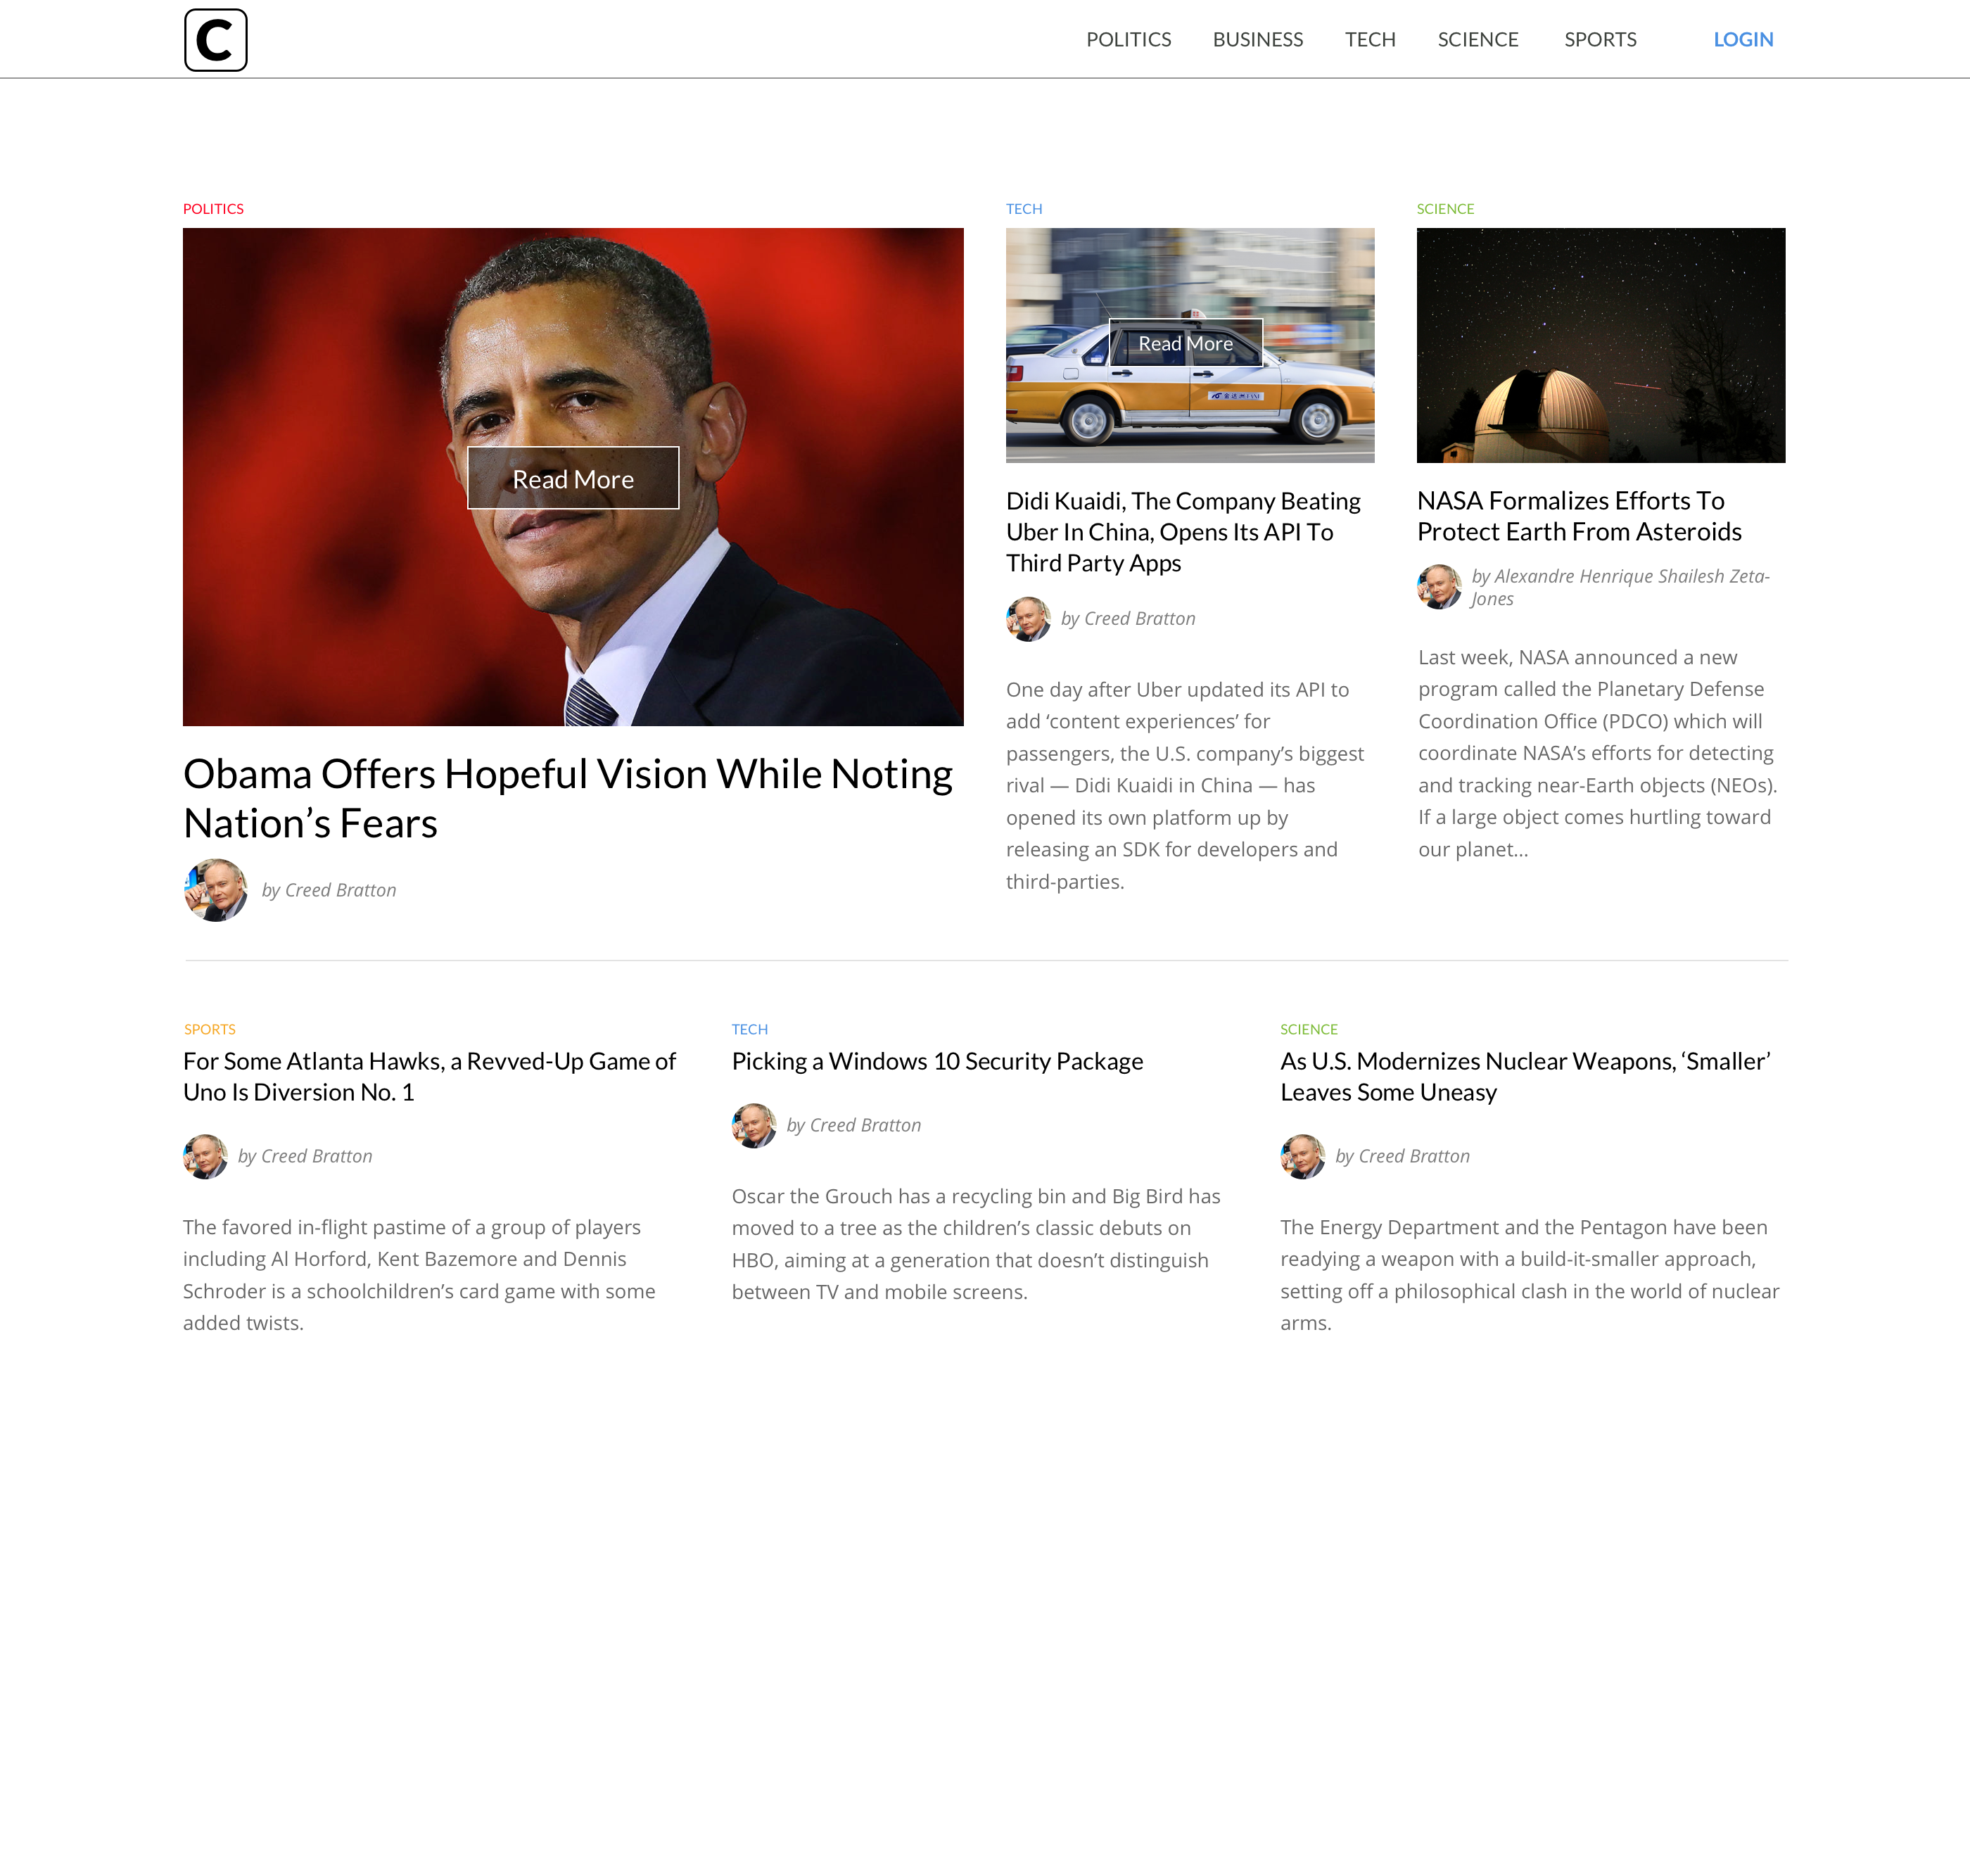 C
POLITICS BUSINESS TECH SCIENCE SPORTS LOGIN
POLITICS
Read More
Obama Offers Hopeful Vision While Noting
Nation’s Fears
by Creed Bratton
TECH
Read More
Didi Kuaidi, The Company Beating
Uber In China, Opens Its API To
Third Party Apps
by Creed Bratton
One day after Uber updated its API to
add ‘content experiences’ for
passengers, the U.S. company’s biggest
rival — Didi Kuaidi in China — has
opened its own platform up by
releasing an SDK for developers and
third-parties.
SCIENCE
NASA Formalizes Efforts To
Protect Earth From Asteroids
by Alexandre Henrique Shailesh Zeta-
Jones
Last week, NASA announced a new
program called the Planetary Defense
Coordination Office (PDCO) which will
coordinate NASA’s efforts for detecting
and tracking near-Earth objects (NEOs).
If a large object comes hurtling toward
our planet...
SPORTS
For Some Atlanta Hawks, a Revved-Up Game of
Uno Is Diversion No. 1
by Creed Bratton
The favored in-flight pastime of a group of players
including Al Horford, Kent Bazemore and Dennis
Schroder is a schoolchildren’s card game with some
added twists.
TECH
Picking a Windows 10 Security Package
by Creed Bratton
Oscar the Grouch has a recycling bin and Big Bird has
moved to a tree as the children’s classic debuts on
HBO, aiming at a generation that doesn’t distinguish
between TV and mobile screens.
SCIENCE
As U.S. Modernizes Nuclear Weapons, ‘Smaller’
Leaves Some Uneasy
by Creed Bratton
The Energy Department and the Pentagon have been
readying a weapon with a build-it-smaller approach,
setting off a philosophical clash in the world of nuclear
arms.